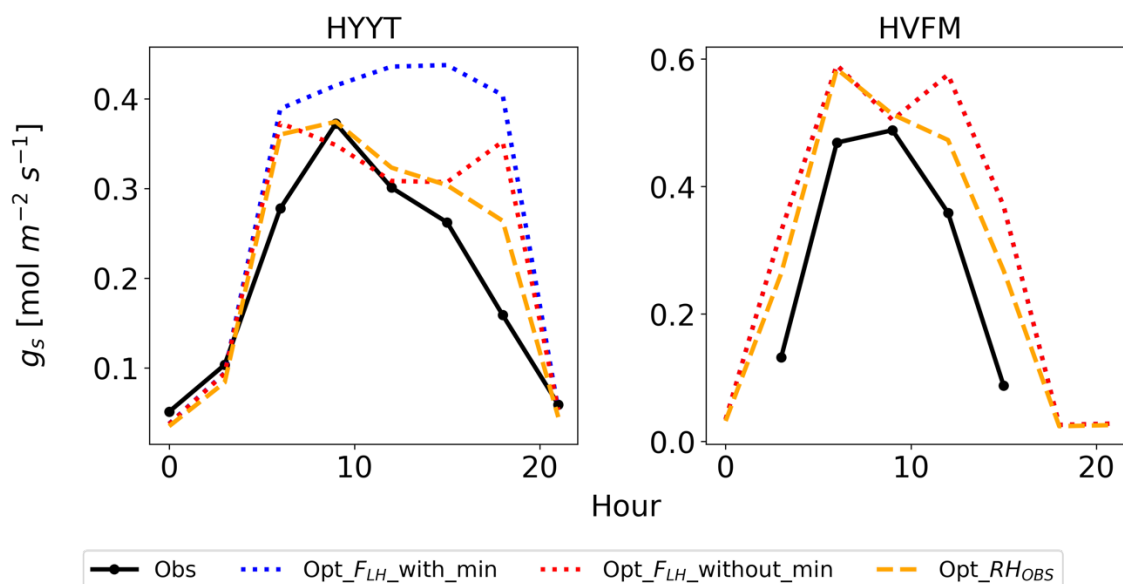 HYYT HVFM
g_s [mol m⁻² s⁻¹]
0.4 0.6
0.3 0.4
0.2 0.2
0.1 0.0
0 10 20 0 10 20
Hour
Obs Opt_F_LH_with_min Opt_F_LH_without_min Opt_RH_OBS